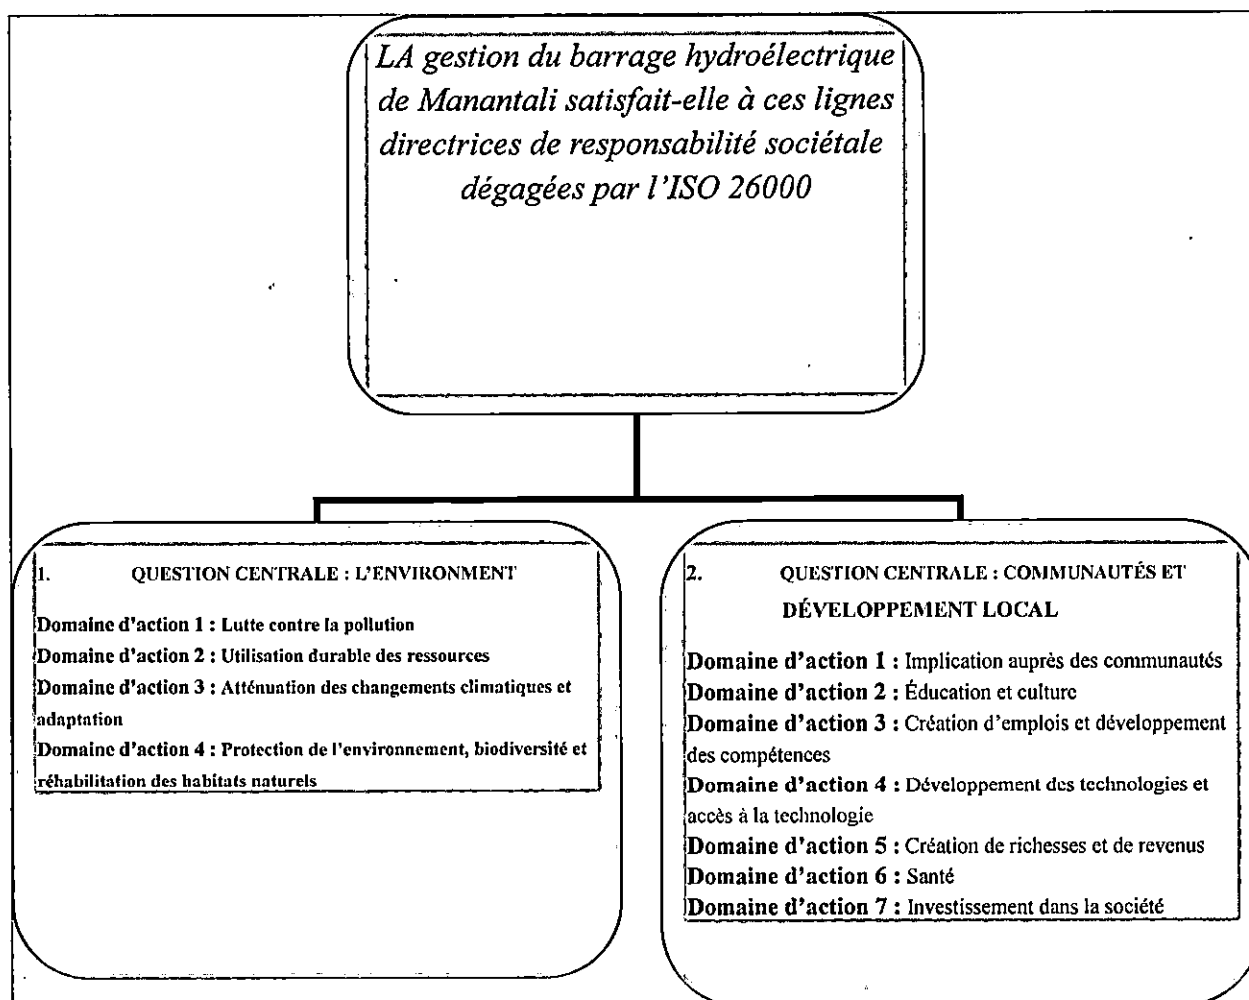 LA gestion du barrage hydroélectrique
de Manantali satisfait-elle à ces lignes
directrices de responsabilité sociétale
dégagées par l'ISO 26000
1. QUESTION CENTRALE : L'ENVIRONMENT
Domaine d'action 1 : Lutte contre la pollution
Domaine d'action 2 : Utilisation durable des ressources
Domaine d'action 3 : Atténuation des changements climatiques et
adaptation
Domaine d'action 4 : Protection de l'environnement, biodiversité et
réhabilitation des habitats naturels
2. QUESTION CENTRALE : COMMUNAUTÉS ET
DÉVELOPPEMENT LOCAL
Domaine d'action 1 : Implication auprès des communautés
Domaine d'action 2 : Éducation et culture
Domaine d'action 3 : Création d'emplois et développement
des compétences
Domaine d'action 4 : Développement des technologies et
accès à la technologie
Domaine d'action 5 : Création de richesses et de revenus
Domaine d'action 6 : Santé
Domaine d'action 7 : Investissement dans la société